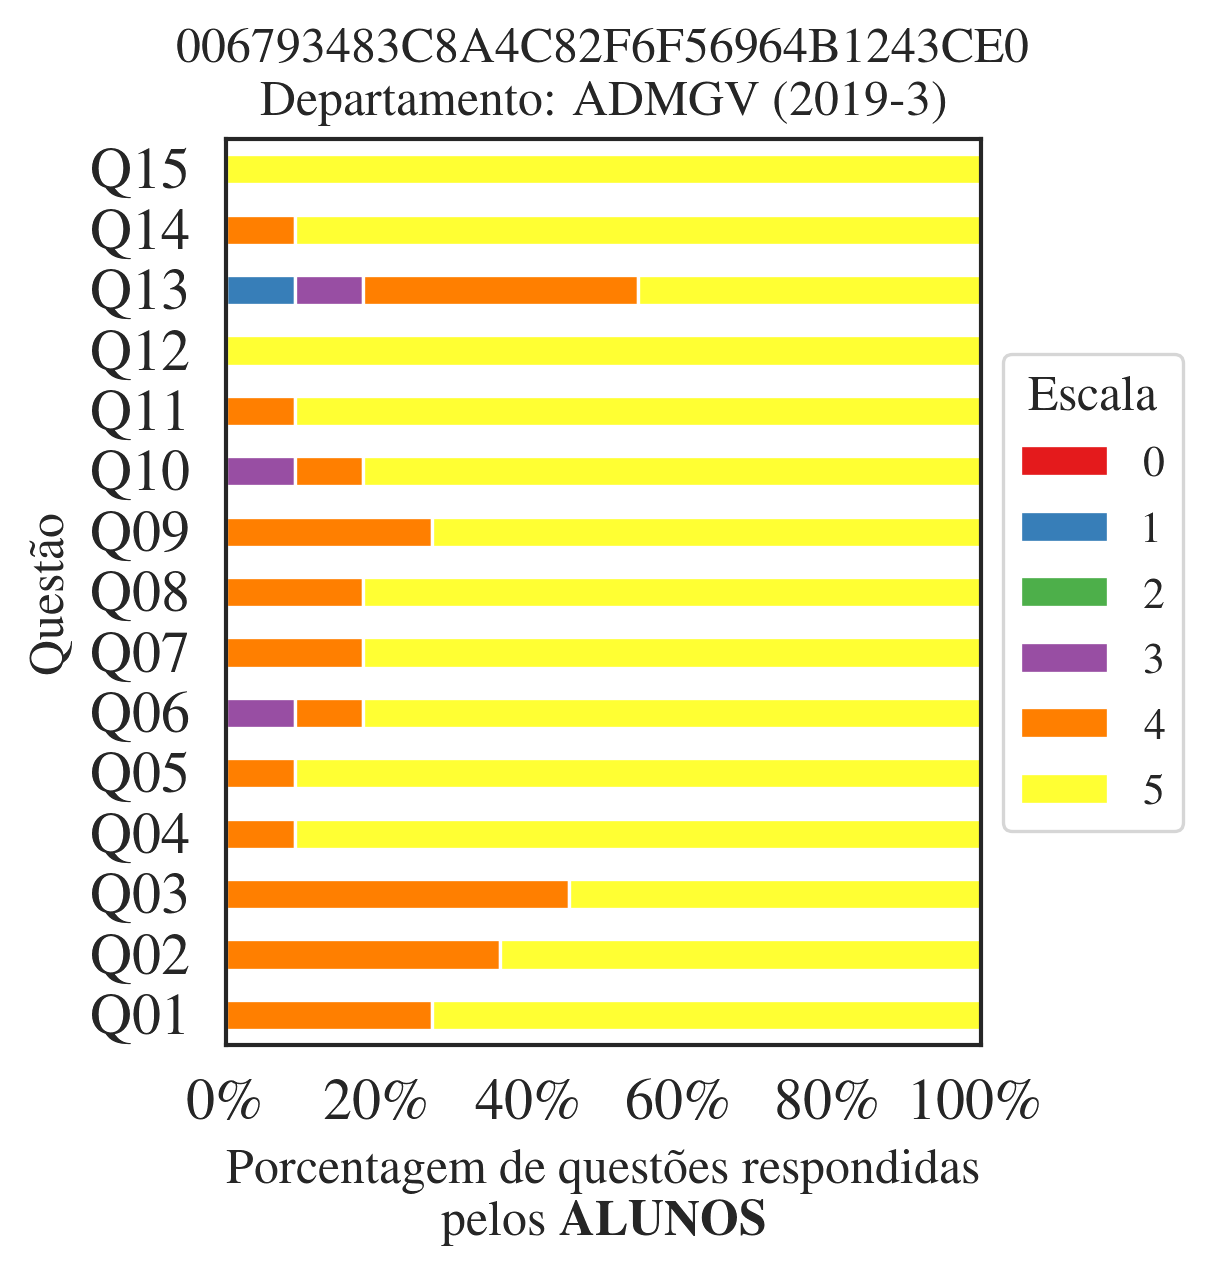 006793483C8A4C82F6F56964B1243CE0
Departamento: ADMGV (2019-3)
Q15
Q14
Q13
Q12
Q11
Q10
Q09
Q08
Q07
Q06
Q05
Q04
Q03
Q02
Q01
Questão
0% 20% 40% 60% 80% 100%
Porcentagem de questões respondidas
pelos ALUNOS
Escala
0
1
2
3
4
5